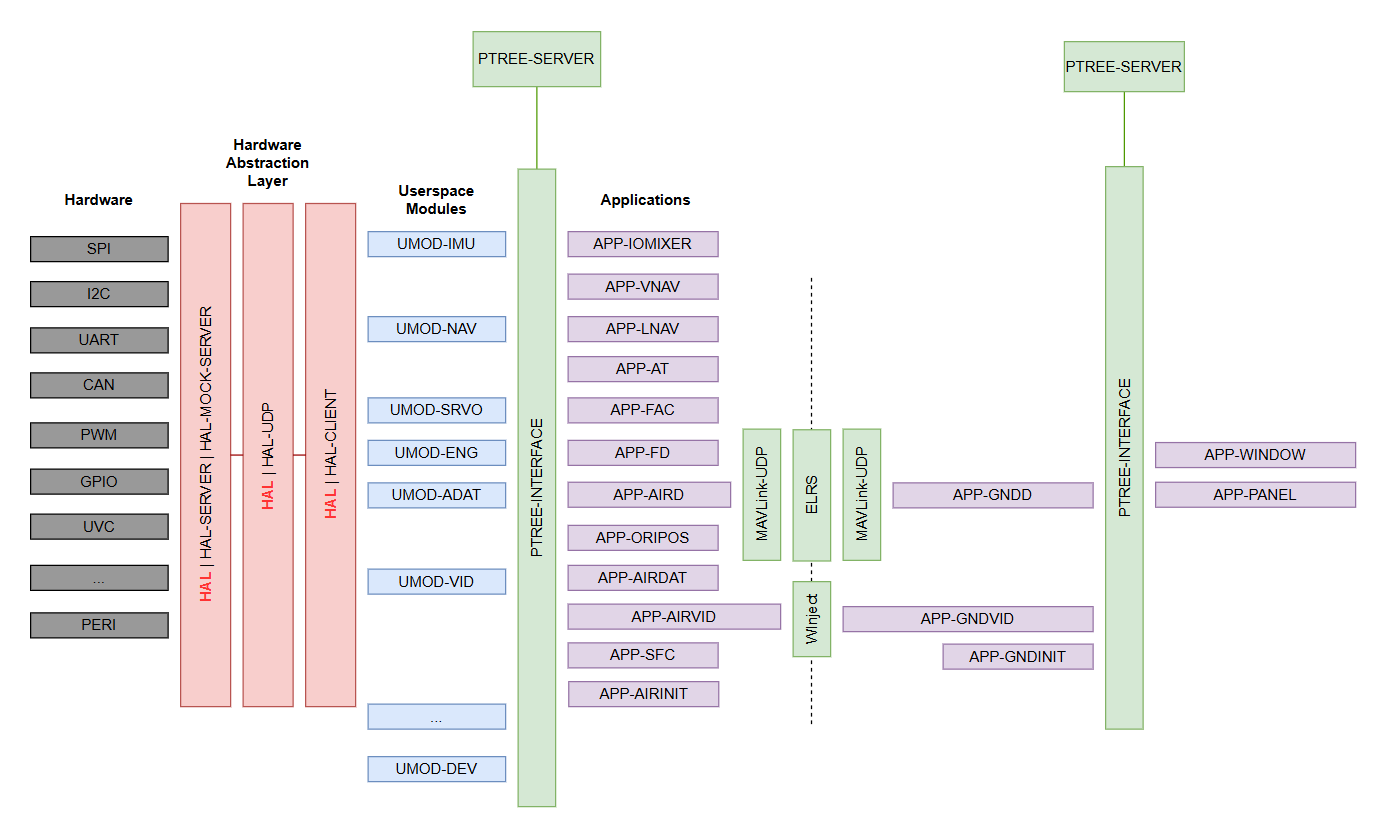 PTREE-SERVER
PTREE-SERVER
Hardware
Abstraction
Layer
Hardware
Userspace
Modules
Applications
SPI
I2C
UART
CAN
PWM
GPIO
UVC
...
PERI
HAL | HAL-SERVER | HAL-MOCK-SERVER
HAL | HAL-UDP
HAL | HAL-CLIENT
UMOD-IMU
UMOD-NAV
UMOD-SRVO
UMOD-ENG
UMOD-ADAT
UMOD-VID
...
UMOD-DEV
PTREE-INTERFACE
APP-IOMIXER
APP-VNAV
APP-LNAV
APP-AT
APP-FAC
APP-FD
APP-AIRD
APP-ORIPOS
APP-AIRDAT
APP-AIRVID
APP-SFC
APP-AIRINIT
MAVLink-UDP
ELRS
MAVLink-UDP
WInject
APP-GNDD
APP-GNDVID
APP-GNDINIT
PTREE-INTERFACE
APP-WINDOW
APP-PANEL